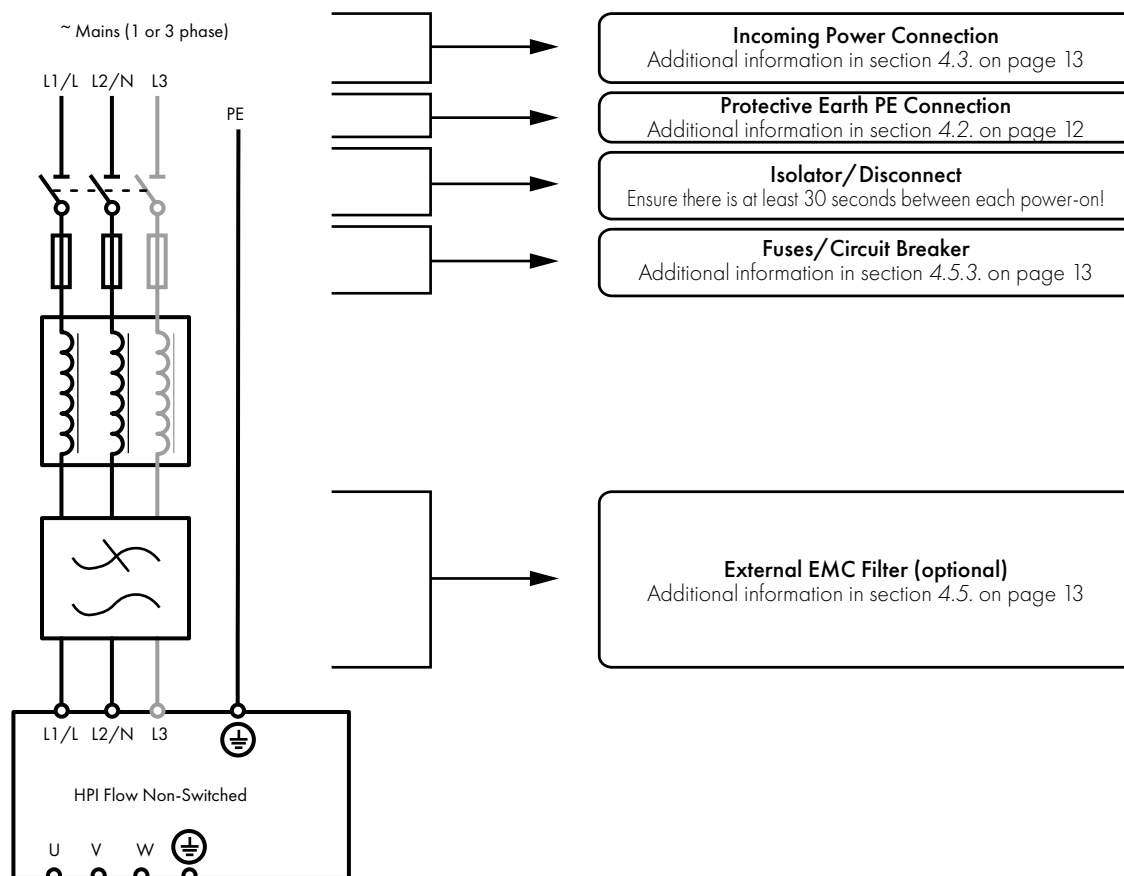 ~ Mains (1 or 3 phase)
L1/L L2/N L3
PE
Incoming Power Connection
Additional information in section 4.3. on page 13
Protective Earth PE Connection
Additional information in section 4.2. on page 12
Isolator/Disconnect
Ensure there is at least 30 seconds between each power-on!
Fuses/Circuit Breaker
Additional information in section 4.5.3. on page 13
External EMC Filter (optional)
Additional information in section 4.5. on page 13
L1/L L2/N L3
HPI Flow Non-Switched
U V W